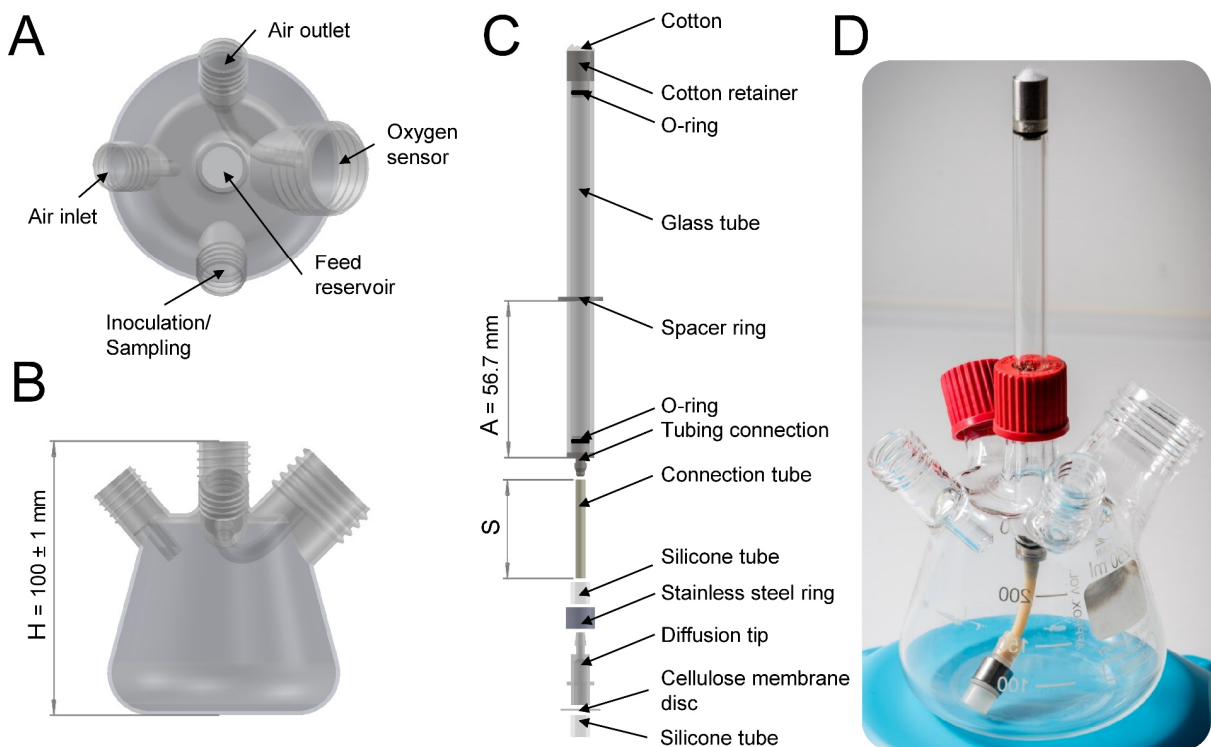 A
Air outlet
Oxygen
sensor
Air inlet
Feed
reservoir
Inoculation/
Sampling
B
H = 100 ± 1 mm
C
Cotton
Cotton retainer
O-ring
Glass tube
Spacer ring
A = 56.7 mm
O-ring
Tubing connection
Connection tube
S
Silicone tube
Stainless steel ring
Diffusion tip
Cellulose membrane
disc
Silicone tube
D
200
100